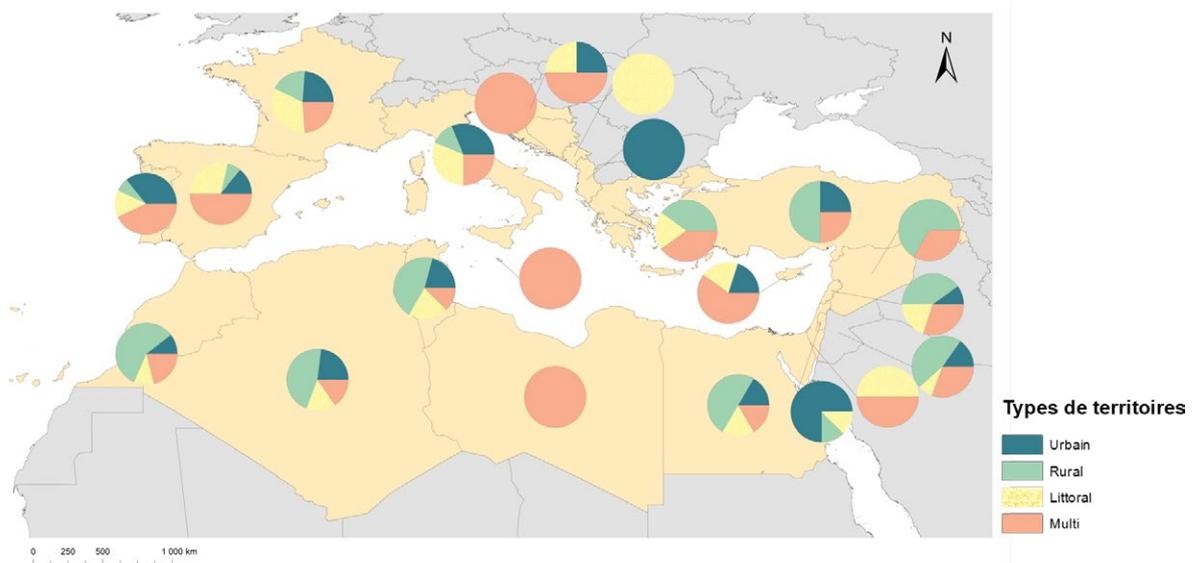 N
Types de territoires
Urbain
Rural
Littoral
Multi
0 250 500 1 000 km